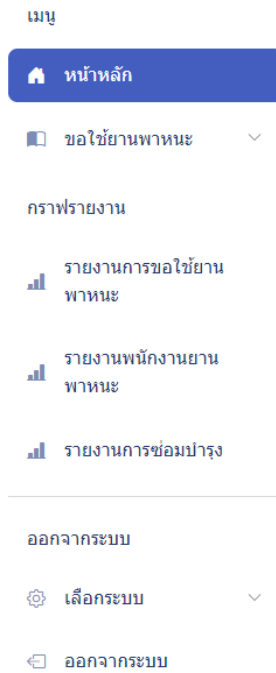 เมนู
หน้าหลัก
ขอใช้ยานพาหนะ
กราฟรายงาน
รายงานการขอใช้ยาน
พาหนะ
รายงานพนักงานยาน
พาหนะ
รายงานการซ่อมบำรุง
ออกจากระบบ
เลือกระบบ
ออกจากระบบ